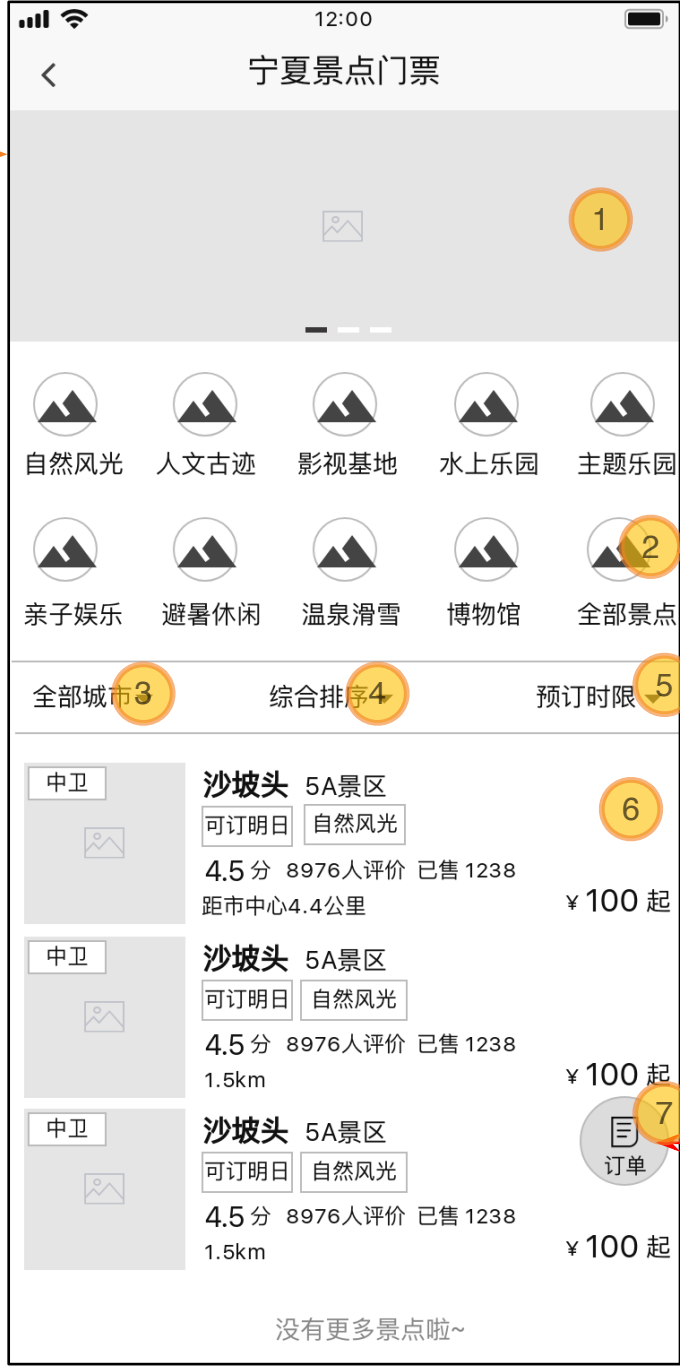 12:00
宁夏景点门票
1
自然风光 人文古迹 影视基地 水上乐园 主题乐园
2
亲子娱乐 避暑休闲 温泉滑雪 博物馆 全部景点
全部城市 3 综合排序 4 预订时限 5
中卫 沙坡头 5A景区
6
可订明日 自然风光
4.5 分 8976人评价 已售 1238
距市中心4.4公里 ¥ 100 起
中卫 沙坡头 5A景区
可订明日 自然风光
4.5 分 8976人评价 已售 1238
1.5km ¥ 100 起
7
中卫 沙坡头 5A景区
订单
可订明日 自然风光
4.5 分 8976人评价 已售 1238
1.5km ¥ 100 起
没有更多景点啦~